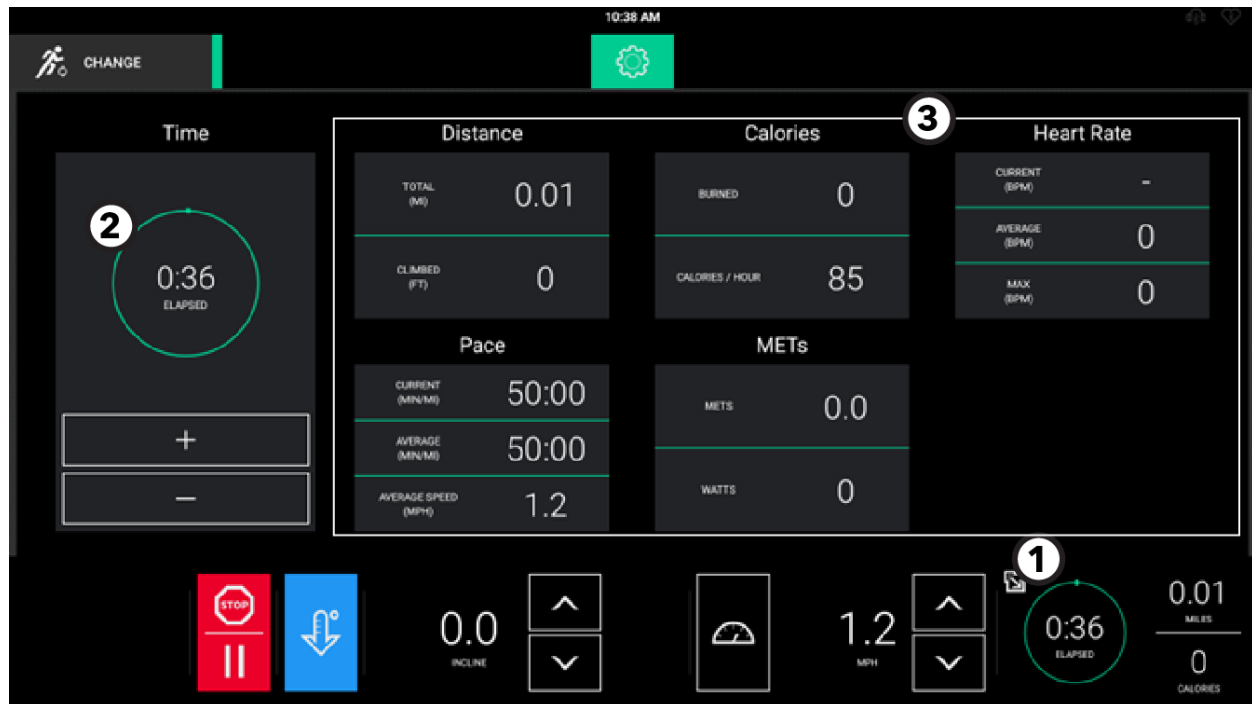 10:38 AM
CHANGE
3
Time
Distance
Calories
Heart Rate
2
0:36
ELAPSED
+
−
TOTAL
(MI)
0.01
CLIMBED
(FT)
0
BURNED
0
CALORIES / HOUR
85
CURRENT
(BPM)
-
AVERAGE
(BPM)
0
MAX
(BPM)
0
Pace
METs
CURRENT
(MIN/MI)
50:00
AVERAGE
(MIN/MI)
50:00
AVERAGE SPEED
(MPH)
1.2
METS
0.0
WATTS
0
1
STOP
0.0
INCLINE
1.2
MPH
0:36
ELAPSED
0.01
MILES
0
CALORIES